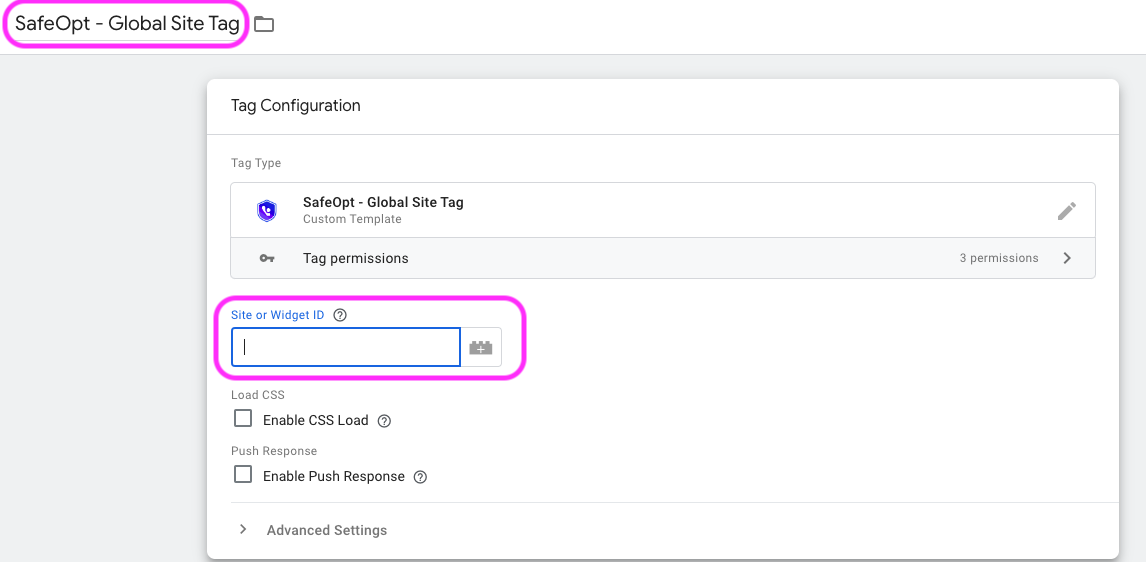 SafeOpt - Global Site Tag
Tag Configuration
Tag Type
SafeOpt - Global Site Tag
Custom Template
Tag permissions
3 permissions
Site or Widget ID
Load CSS
Enable CSS Load
Push Response
Enable Push Response
Advanced Settings